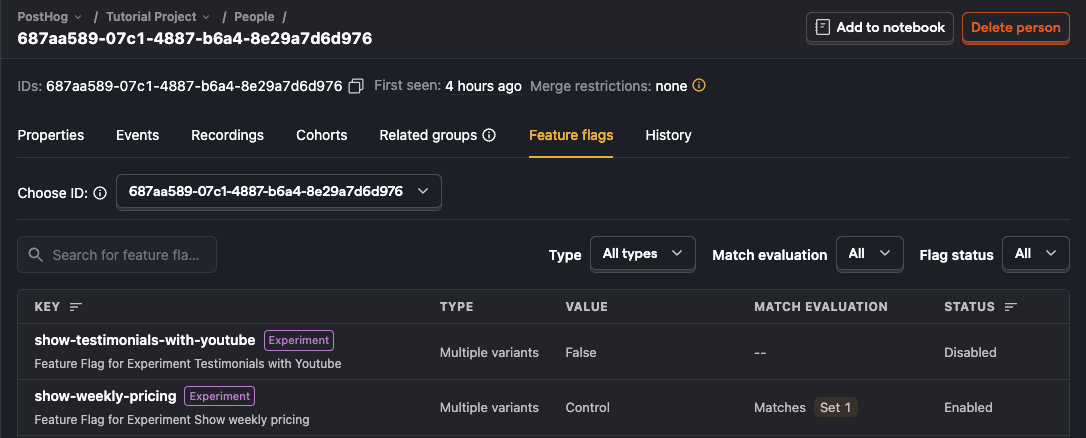 PostHog / Tutorial Project / People /
687aa589-07c1-4887-b6a4-8e29a7d6d976
Add to notebook
Delete person
IDs: 687aa589-07c1-4887-b6a4-8e29a7d6d976 First seen: 4 hours ago Merge restrictions: none
Properties Events Recordings Cohorts Related groups Feature flags History
Choose ID: 687aa589-07c1-4887-b6a4-8e29a7d6d976
Search for feature fla... Type All types Match evaluation All Flag status All
KEY TYPE VALUE MATCH EVALUATION STATUS
show-testimonials-with-youtube Experiment
Feature Flag for Experiment Testimonials with Youtube
Multiple variants False -- Disabled
show-weekly-pricing Experiment
Feature Flag for Experiment Show weekly pricing
Multiple variants Control Matches Set 1 Enabled